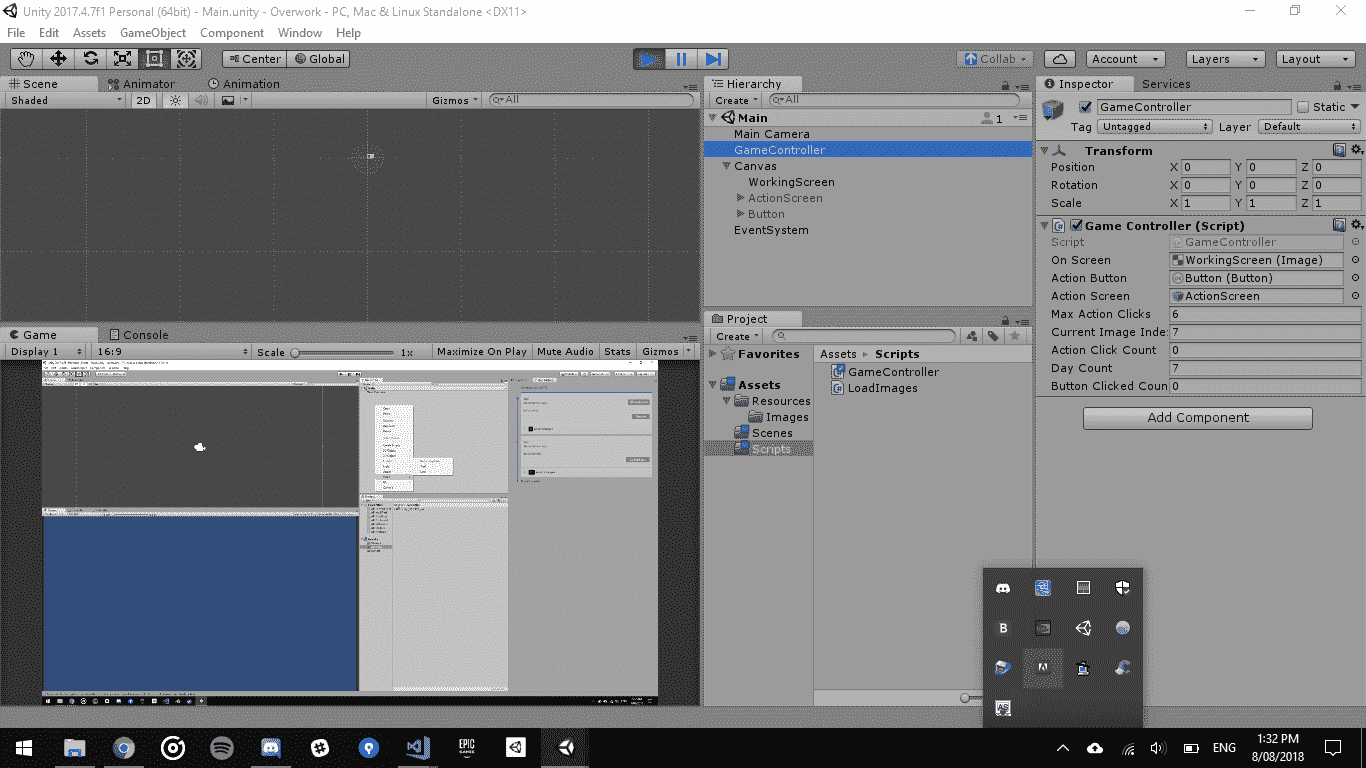 Unity 2017.4.7f1 Personal (64bit) - Main.unity - Overwork - PC, Mac & Linux Standalone <DX11>
File Edit Assets GameObject Component Window Help
Center Global Collab Account Layers Layout
Scene Animator Animation
Shaded 2D Gizmos All
Hierarchy
Create All
Main 1
Main Camera
GameController
Canvas
WorkingScreen
ActionScreen
Button
EventSystem
Inspector Services
GameController Static
Tag Untagged Layer Default
Transform
Position X 0 Y 0 Z 0
Rotation X 0 Y 0 Z 0
Scale X 1 Y 1 Z 1
Game Controller (Script)
Script GameController
On Screen WorkingScreen (Image)
Action Button Button (Button)
Action Screen ActionScreen
Max Action Clicks 6
Current Image Inde 7
Action Click Count 0
Day Count 7
Button Clicked Coun 0
Add Component
Game Console
Display 1 16:9 Scale 1x Maximize On Play Mute Audio Stats Gizmos
Project
Create
Favorites
Assets
Resources
Images
Scenes
Scripts
Assets Scripts
GameController
LoadImages
B
AS
EPIC
GAMES
ENG
1:32 PM
8/08/2018